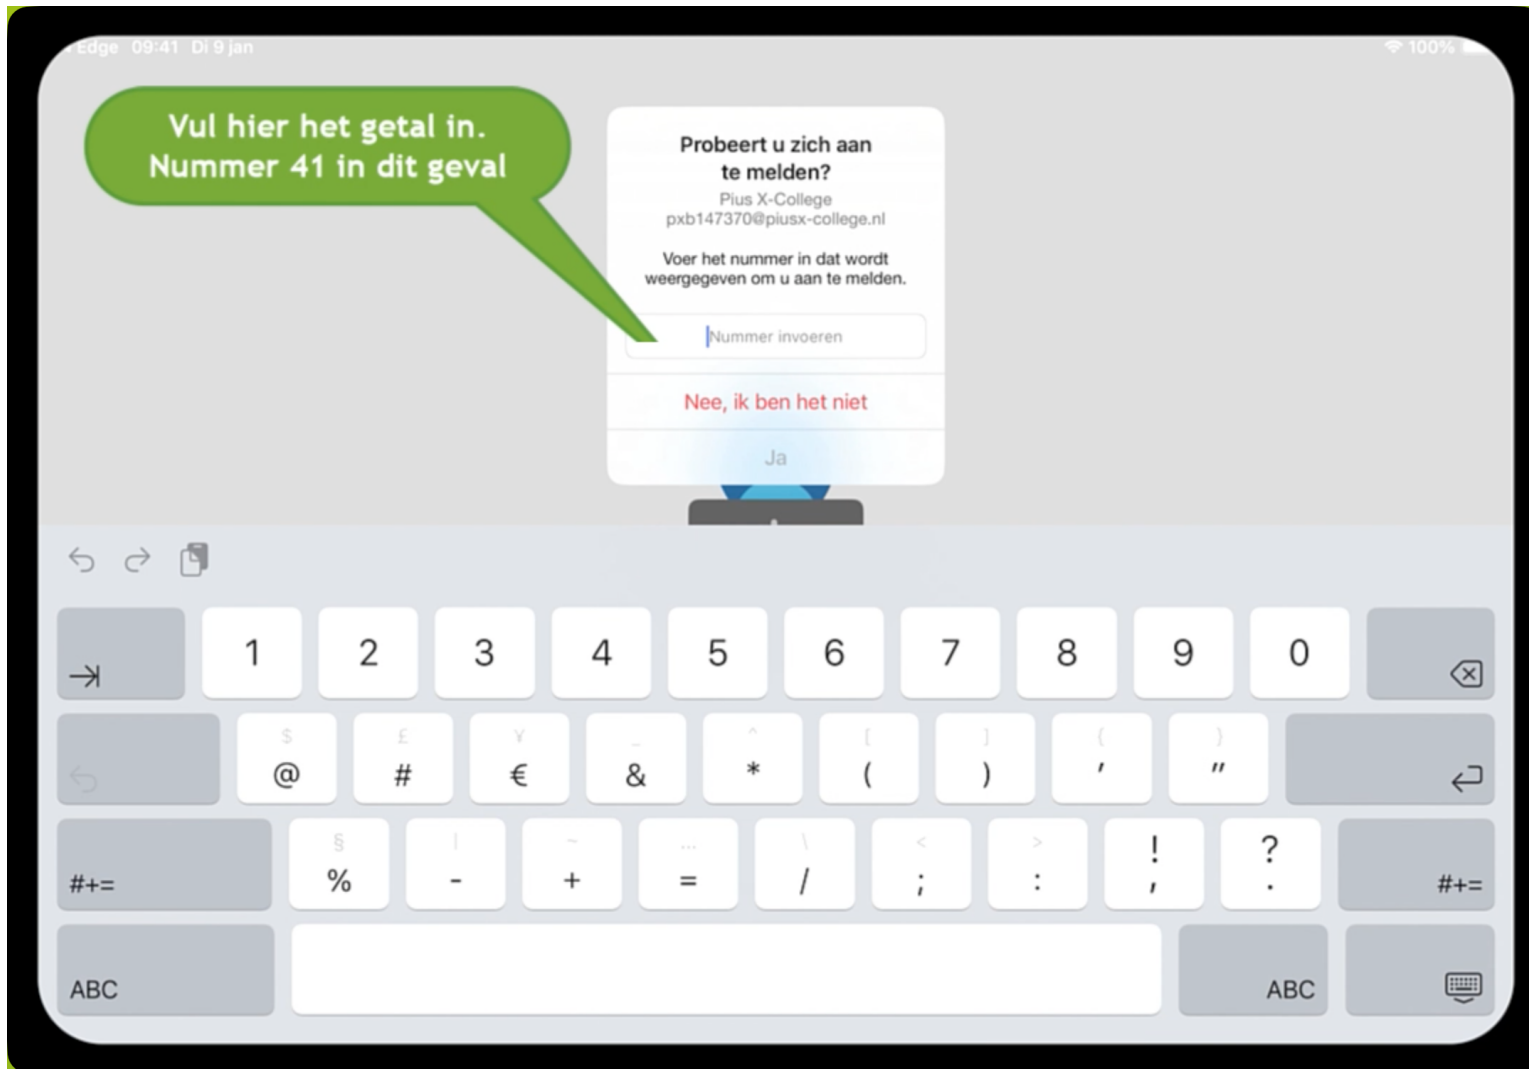 Edge 09:41 Di 9 jan 100%
Vul hier het getal in.
Nummer 41 in dit geval
Probeert u zich aan
te melden?
Pius X-College
pxb147370@piusx-college.nl
Voer het nummer in dat wordt
weergegeven om u aan te melden.
Nummer invoeren
Nee, ik ben het niet
Ja
1 2 3 4 5 6 7 8 9 0
$ £ ¥ _ ^ [ ] { }
@ # € & * ( ) ' "
§ | ~ … \ < > ! ?
#+= % - + = / ; : , . #+=
ABC ABC